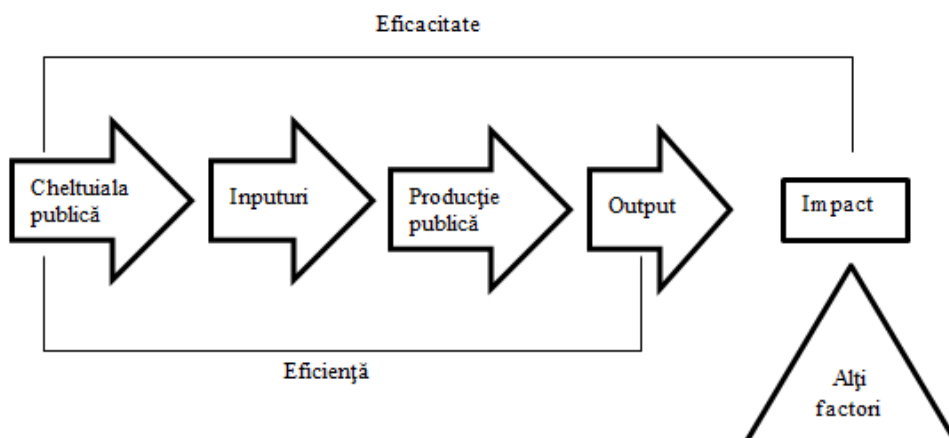 Eficacitate
Cheltuiala
publică
Inputuri
Producţie
publică
Output
Impact
Eficienţă
Alţi
factori